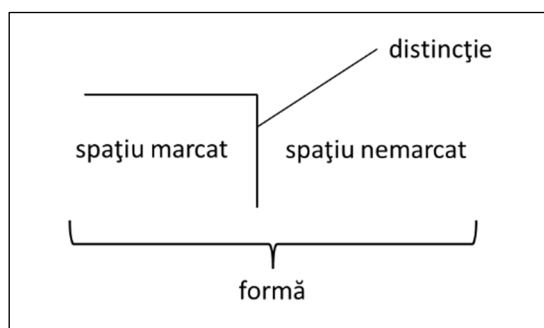 distincţie
spaţiu marcat
spaţiu nemarcat
formă